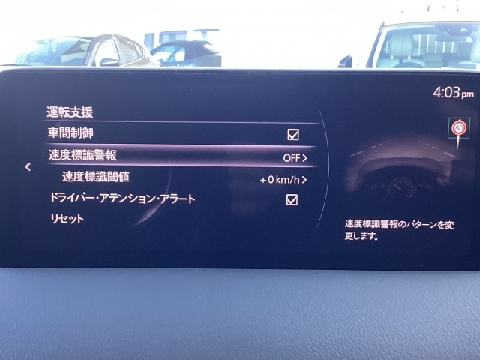 4:03pm
運転支援
車間制御
速度標識警報 OFF
速度標識閾値 +0km/h
ドライバー・アテンション・アラート
リセット
速度標識警報のパターンを変
更します。